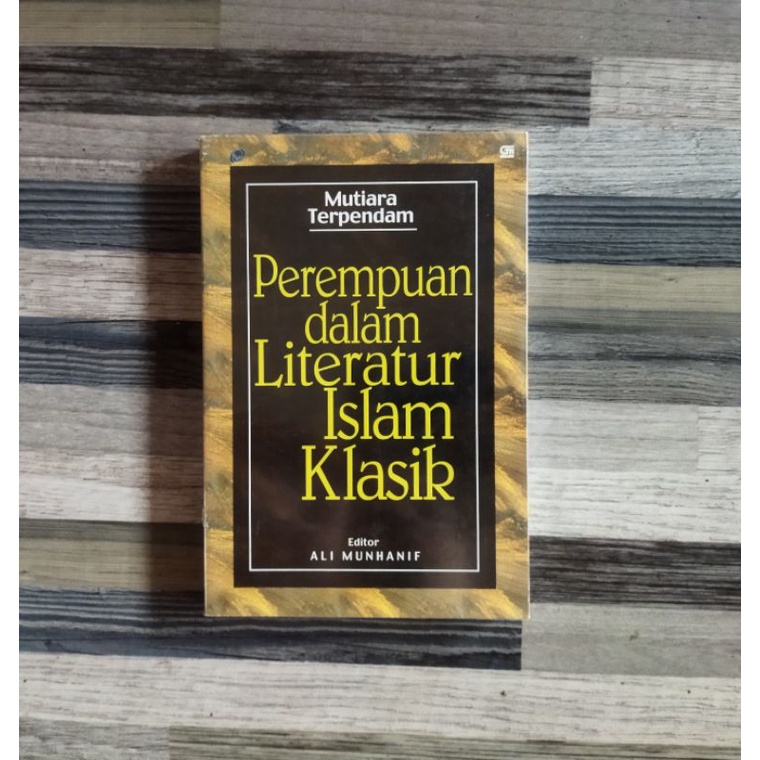 Mutiara
Terpendam
Perempuan
dalam
Literatur
Islam
Klasik
Editor
ALI MUNHANIF